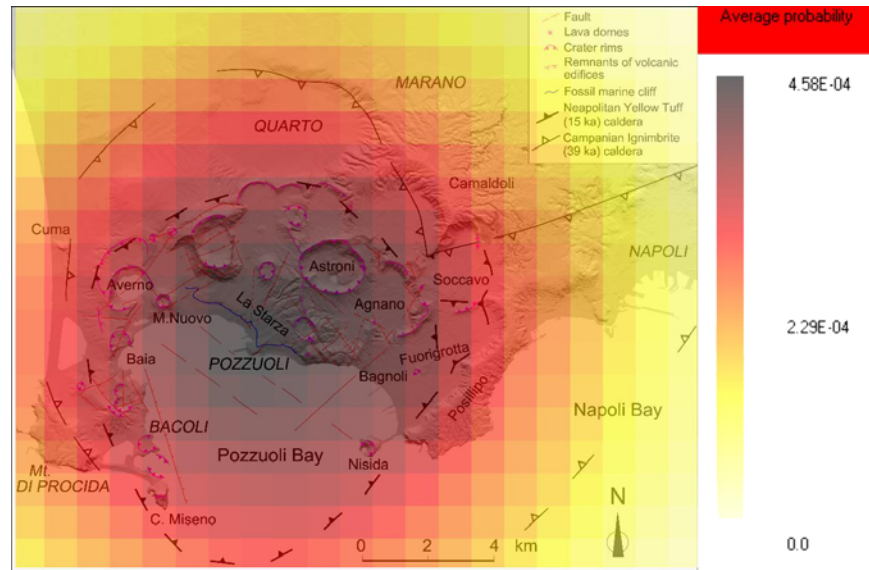 Average probability
Fault
Lava domes
Crater rims
Remnants of volcanic
edifices
Fossil marine cliff
Neapolitan Yellow Tuff
(15 ka) caldera
Campanian Ignimbrite
(39 ka) caldera
4.58E-04
2.29E-04
0.0
MARANO
QUARTO
Camaldoli
Cuma
NAPOLI
Astroni
Soccavo
Averno
Agnano
M.Nuovo
La Starza
Baia
POZZUOLI
Fuorigrotta
Bagnoli
Posillipo
Napoli Bay
BACOLI
Pozzuoli Bay
Nisida
Mt.
DI PROCIDA
C. Miseno
N
0 2 4 km